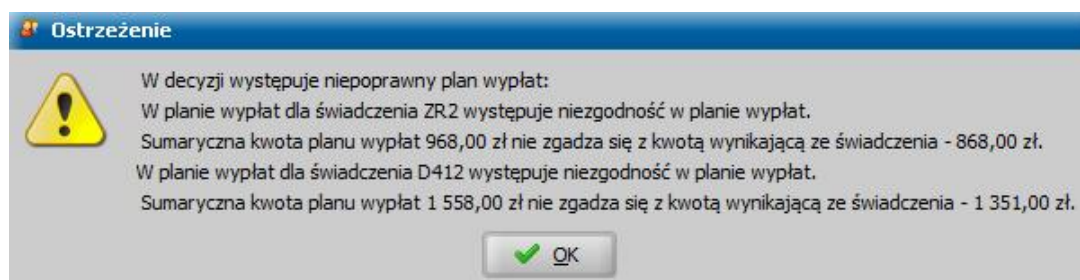 Ostrzeżenie
W decyzji występuje niepoprawny plan wypłat:
W planie wypłat dla świadczenia ZR2 występuje niezgodność w planie wypłat.
Sumaryczna kwota planu wypłat 968,00 zł nie zgadza się z kwotą wynikającą ze świadczenia - 868,00 zł.
W planie wypłat dla świadczenia D412 występuje niezgodność w planie wypłat.
Sumaryczna kwota planu wypłat 1 558,00 zł nie zgadza się z kwotą wynikającą ze świadczenia - 1 351,00 zł.
OK